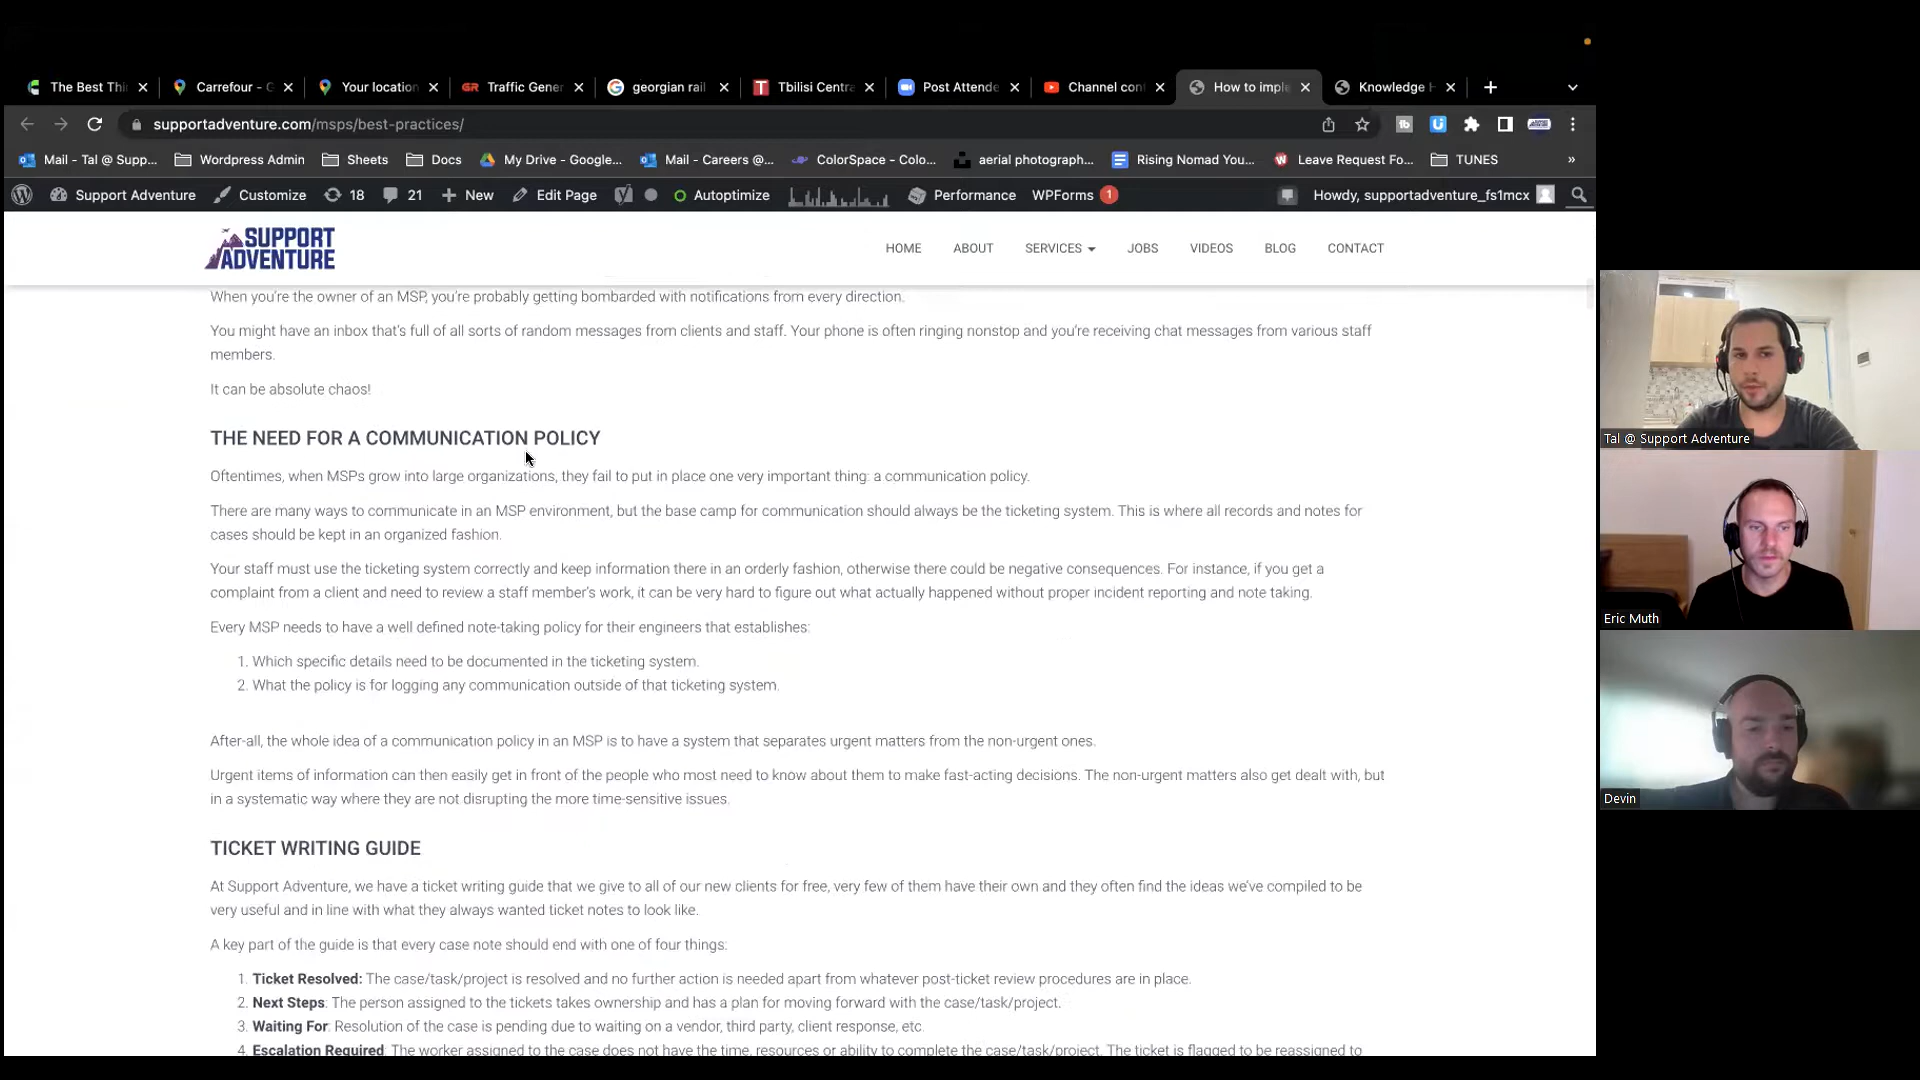 The Best Thi
Carrefour - G
Your location
Traffic Gener
georgian rail
Tbilisi Centra
Post Attende
Channel con
How to imple
Knowledge H
supportadventure.com/msps/best-practices/
Mail - Tal @ Supp...
Wordpress Admin
Sheets
Docs
My Drive - Google...
Mail - Careers @...
ColorSpace - Colo...
aerial photograph...
Rising Nomad You...
Leave Request Fo...
TUNES
»
Support Adventure
Customize
18
21
New
Edit Page
Autoptimize
Performance
WPForms 1
Howdy, supportadventure_fs1mcx
SUPPORT
ADVENTURE
HOME
ABOUT
SERVICES
JOBS
VIDEOS
BLOG
CONTACT
When you're the owner of an MSP, you're probably getting bombarded with notifications from every direction.
You might have an inbox that's full of all sorts of random messages from clients and staff. Your phone is often ringing nonstop and you're receiving chat messages from various staff
members.
It can be absolute chaos!
THE NEED FOR A COMMUNICATION POLICY
Oftentimes, when MSPs grow into large organizations, they fail to put in place one very important thing: a communication policy.
There are many ways to communicate in an MSP environment, but the base camp for communication should always be the ticketing system. This is where all records and notes for
cases should be kept in an organized fashion.
Your staff must use the ticketing system correctly and keep information there in an orderly fashion, otherwise there could be negative consequences. For instance, if you get a
complaint from a client and need to review a staff member's work, it can be very hard to figure out what actually happened without proper incident reporting and note taking.
Every MSP needs to have a well defined note-taking policy for their engineers that establishes:
1. Which specific details need to be documented in the ticketing system.
2. What the policy is for logging any communication outside of that ticketing system.
After-all, the whole idea of a communication policy in an MSP is to have a system that separates urgent matters from the non-urgent ones.
Urgent items of information can then easily get in front of the people who most need to know about them to make fast-acting decisions. The non-urgent matters also get dealt with, but
in a systematic way where they are not disrupting the more time-sensitive issues.
TICKET WRITING GUIDE
At Support Adventure, we have a ticket writing guide that we give to all of our new clients for free, very few of them have their own and they often find the ideas we've compiled to be
very useful and in line with what they always wanted ticket notes to look like.
A key part of the guide is that every case note should end with one of four things:
1. Ticket Resolved: The case/task/project is resolved and no further action is needed apart from whatever post-ticket review procedures are in place.
2. Next Steps: The person assigned to the tickets takes ownership and has a plan for moving forward with the case/task/project.
3. Waiting For: Resolution of the case is pending due to waiting on a vendor, third party, client response, etc.
4. Escalation Required: The worker assigned to the case does not have the time, resources or ability to complete the case/task/project. The ticket is flagged to be reassigned to
Tal @ Support Adventure
Eric Muth
Devin